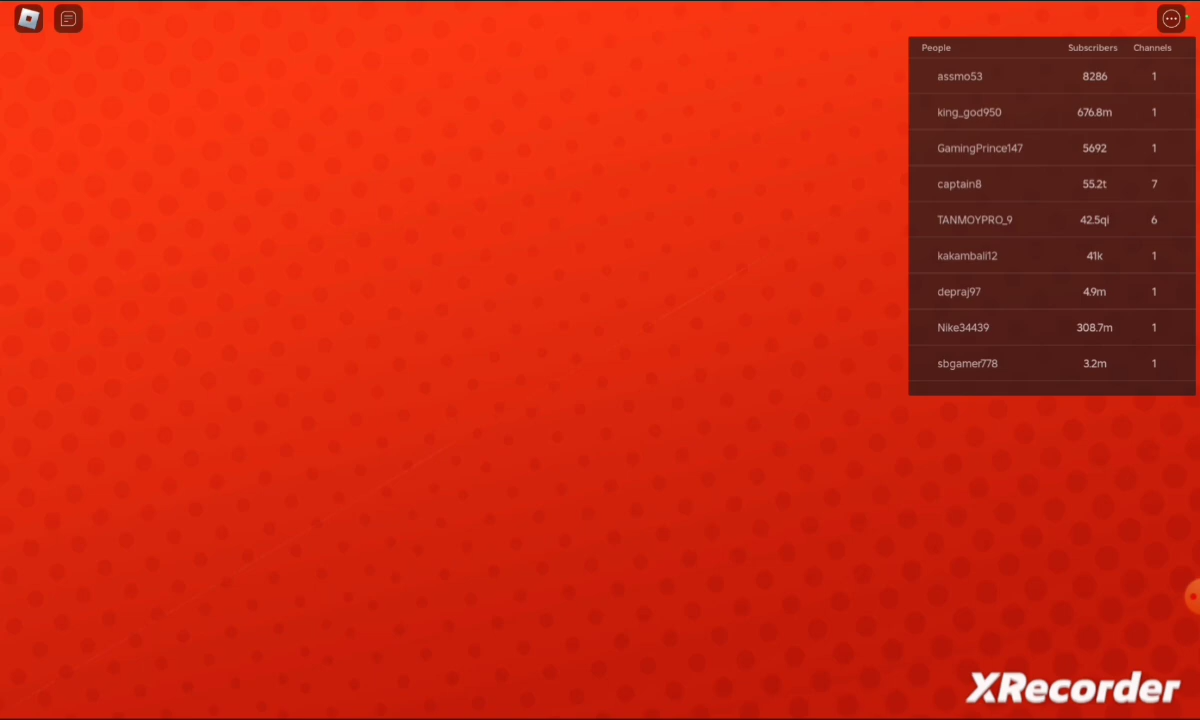 People Subscribers Channels
assmo53 8286 1
king_god950 676.8m 1
GamingPrince147 5692 1
captain8 55.2t 7
TANMOYPRO_9 42.5qi 6
kakambali12 41k 1
depraj97 4.9m 1
Nike34439 308.7m 1
sbgamer778 3.2m 1
XRecorder